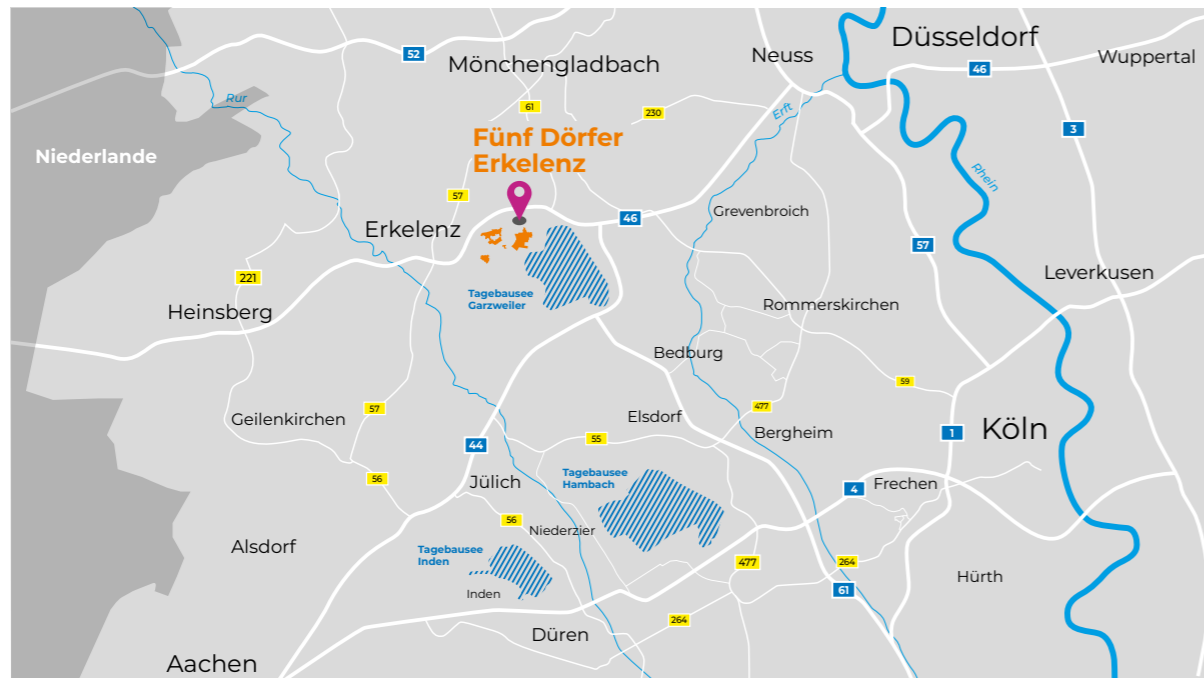 Düsseldorf
Neuss
Wuppertal
52
Mönchengladbach
46
Rur
61
230
Erft
3
Fünf Dörfer
Erkelenz
Niederlande
Rhein
57
Grevenbroich
46
Erkelenz
57
221
Leverkusen
Tagebausee
Garzweiler
Rommerskirchen
Heinsberg
Bedburg
59
57
477
Geilenkirchen
Elsdorf
Bergheim
1
Köln
44
55
Tagebausee
Hambach
56
Jülich
4
Frechen
56
Niederzier
Alsdorf
Tagebausee
Inden
477
264
Hürth
61
Inden
264
Düren
Aachen